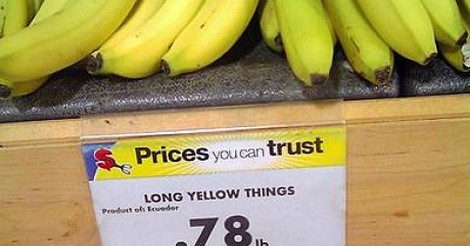 Prices you can trust
LONG YELLOW THINGS
Product of: Ecuador
.78 lb